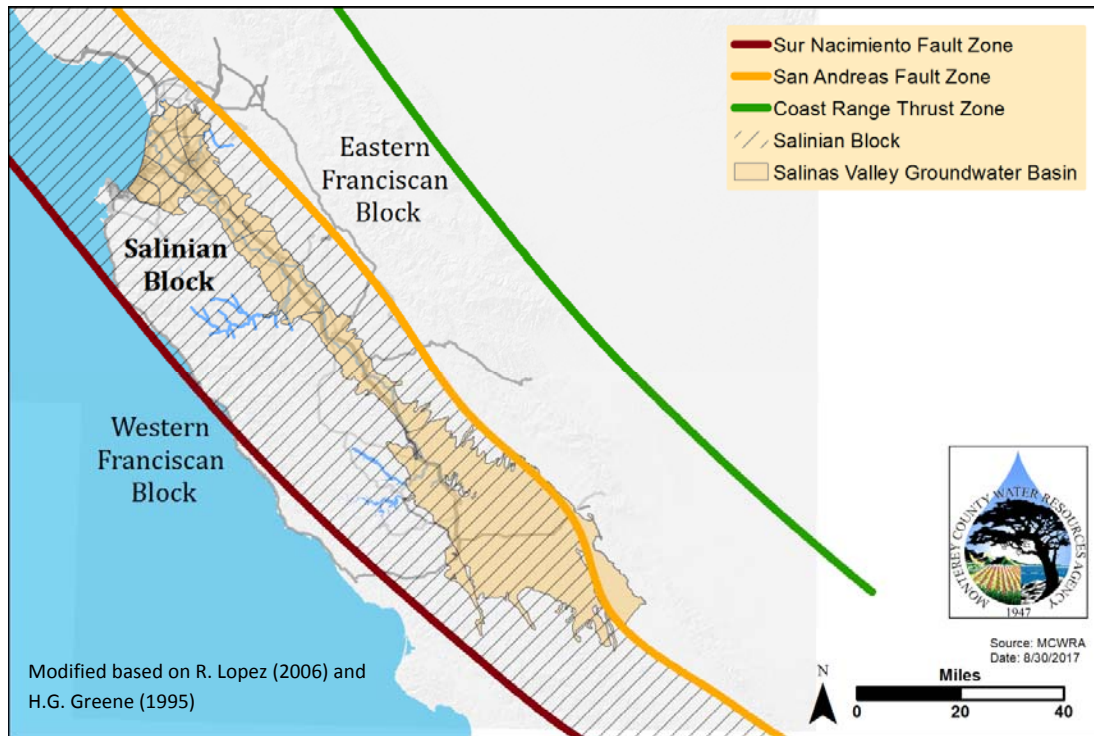 Sur Nacimiento Fault Zone
San Andreas Fault Zone
Coast Range Thrust Zone
Salinian Block
Salinas Valley Groundwater Basin
Eastern
Franciscan
Block
Salinian
Block
Western
Franciscan
Block
MONTEREY COUNTY WATER RESOURCES AGENCY
1947
Source: MCWRA
Date: 8/30/2017
Modified based on R. Lopez (2006) and
H.G. Greene (1995)
N
Miles
0 20 40